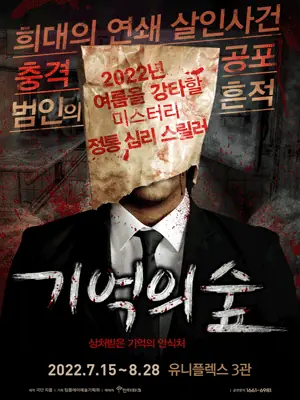 희대의 연쇄 살인사건
충격 공포
범인의 흔적
2022년
여름을 강타할
미스터리
정통 심리 스릴러
기억의 숲
상처받은 기억의 안식처
2022.7.15~8.28 유니플렉스 3관